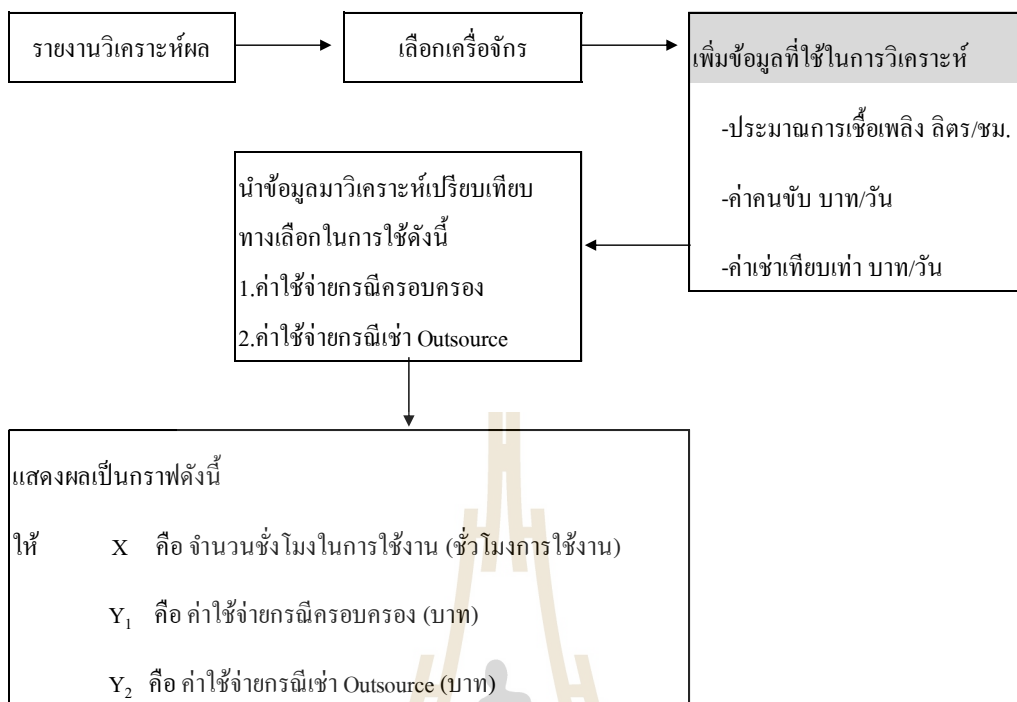 รายงานวิเคราะห์ผล
เลือกเครื่อจักร
เพิ่มข้อมูลที่ใช้ในการวิเคราะห์
-ประมาณการเชื้อเพลิง ลิตร/ชม.
-ค่าคนขับ บาท/วัน
-ค่าเช่าเทียบเท่า บาท/วัน
นำข้อมูลมาวิเคราะห์เปรียบเทียบ
ทางเลือกในการใช้ดังนี้
1.ค่าใช้จ่ายกรณีครอบครอง
2.ค่าใช้จ่ายกรณีเช่า Outsource
แสดงผลเป็นกราฟดังนี้
ให้ X คือ จำนวนชั่งโมงในการใช้งาน (ชั่วโมงการใช้งาน)
Y₁ คือ ค่าใช้จ่ายกรณีครอบครอง (บาท)
Y₂ คือ ค่าใช้จ่ายกรณีเช่า Outsource (บาท)